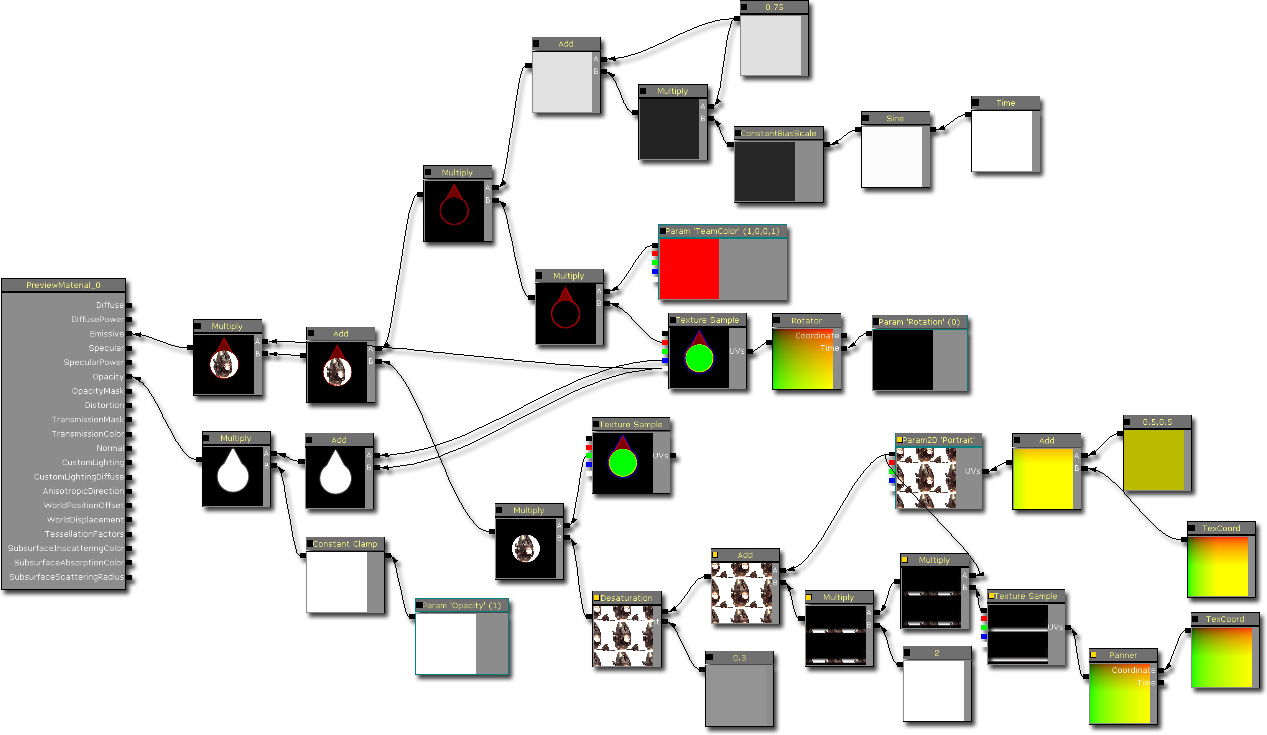 0.75
Add
A
B
Multiply
A
B
Time
Sine
ConstantBiasScale
Multiply
A
B
Param 'TeamColor' (1,0,0,1)
Multiply
A
B
PreviewMaterial_0
Diffuse
DiffusePower
Emissive
Specular
SpecularPower
Opacity
OpacityMask
Distortion
TransmissionMask
TransmissionColor
Normal
CustomLighting
CustomLightingDiffuse
AnisotropicDirection
WorldPositionOffset
WorldDisplacement
TessellationFactors
SubsurfaceInscatteringColor
SubsurfaceAbsorptionColor
SubsurfaceScatteringRadius
Multiply
A
B
Add
A
B
Texture Sample
UVs
Rotator
Coordinate
Time
Param 'Rotation' (0)
Multiply
A
B
Add
A
B
Texture Sample
UVs
Param2D 'Portrait'
UVs
Add
A
B
0.5,0.5
Multiply
A
B
TexCoord
Constant Clamp
Param 'Opacity' (1)
Add
A
B
Multiply
A
B
Desaturation
Multiply
A
B
Texture Sample
UVs
TexCoord
0.3
2
Panner
Coordinate
Time